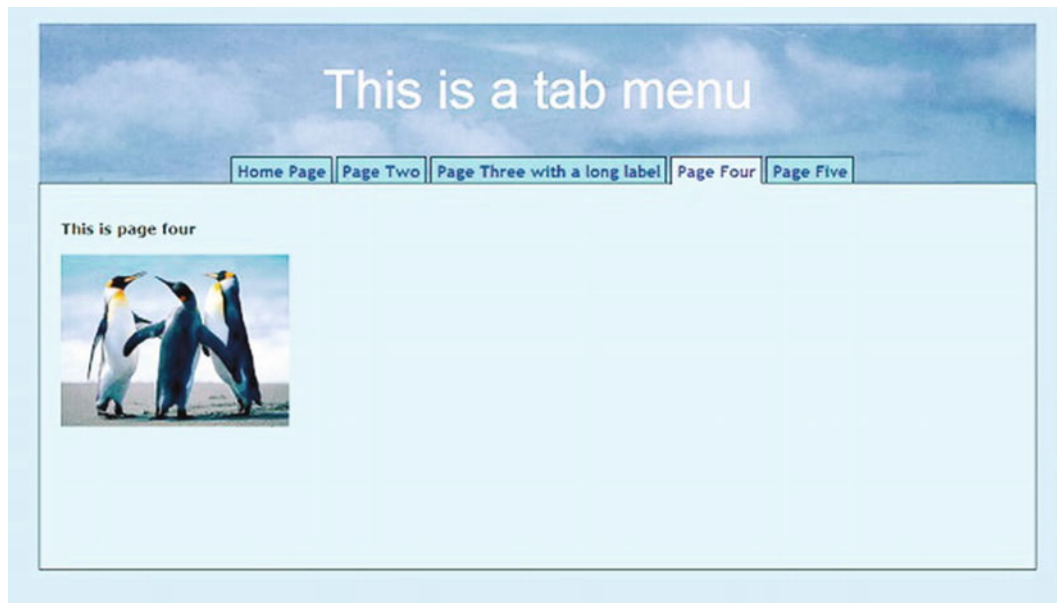 This is a tab menu
Home Page Page Two Page Three with a long label Page Four Page Five
This is page four